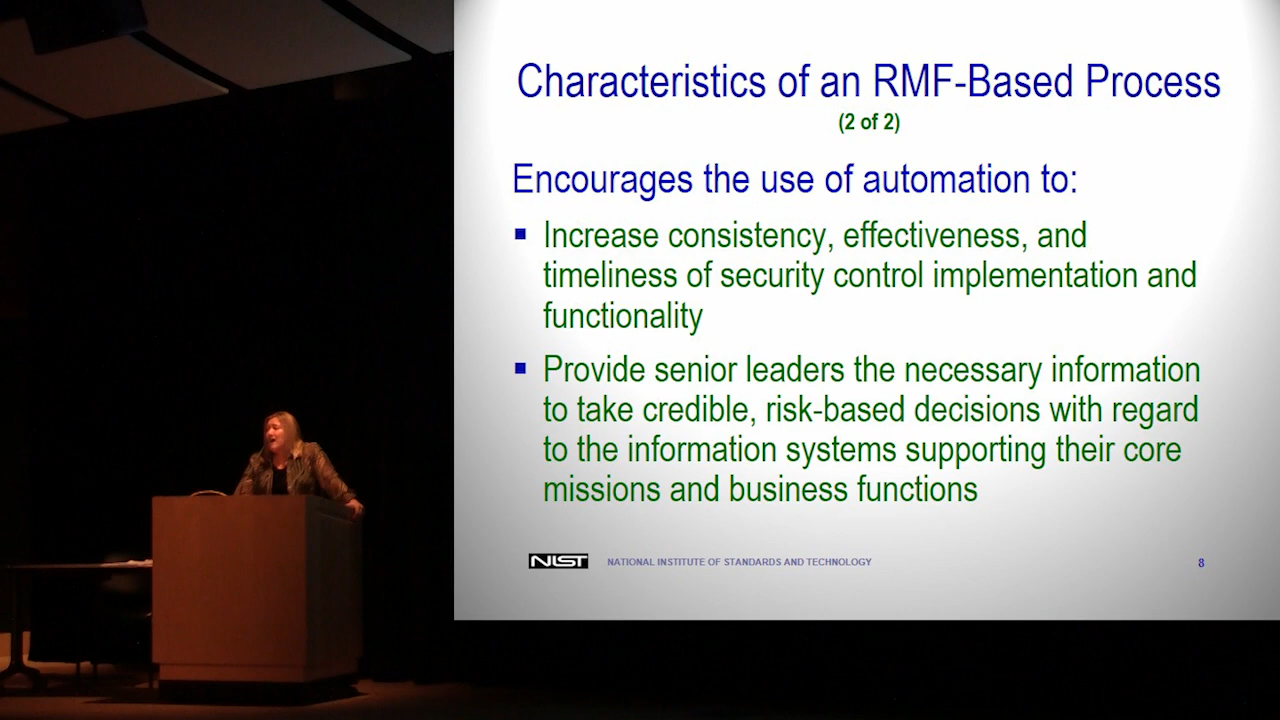 Characteristics of an RMF-Based Process
(2 of 2)
Encourages the use of automation to:
▪ Increase consistency, effectiveness, and
timeliness of security control implementation and
functionality
▪ Provide senior leaders the necessary information
to take credible, risk-based decisions with regard
to the information systems supporting their core
missions and business functions
NIST NATIONAL INSTITUTE OF STANDARDS AND TECHNOLOGY 8